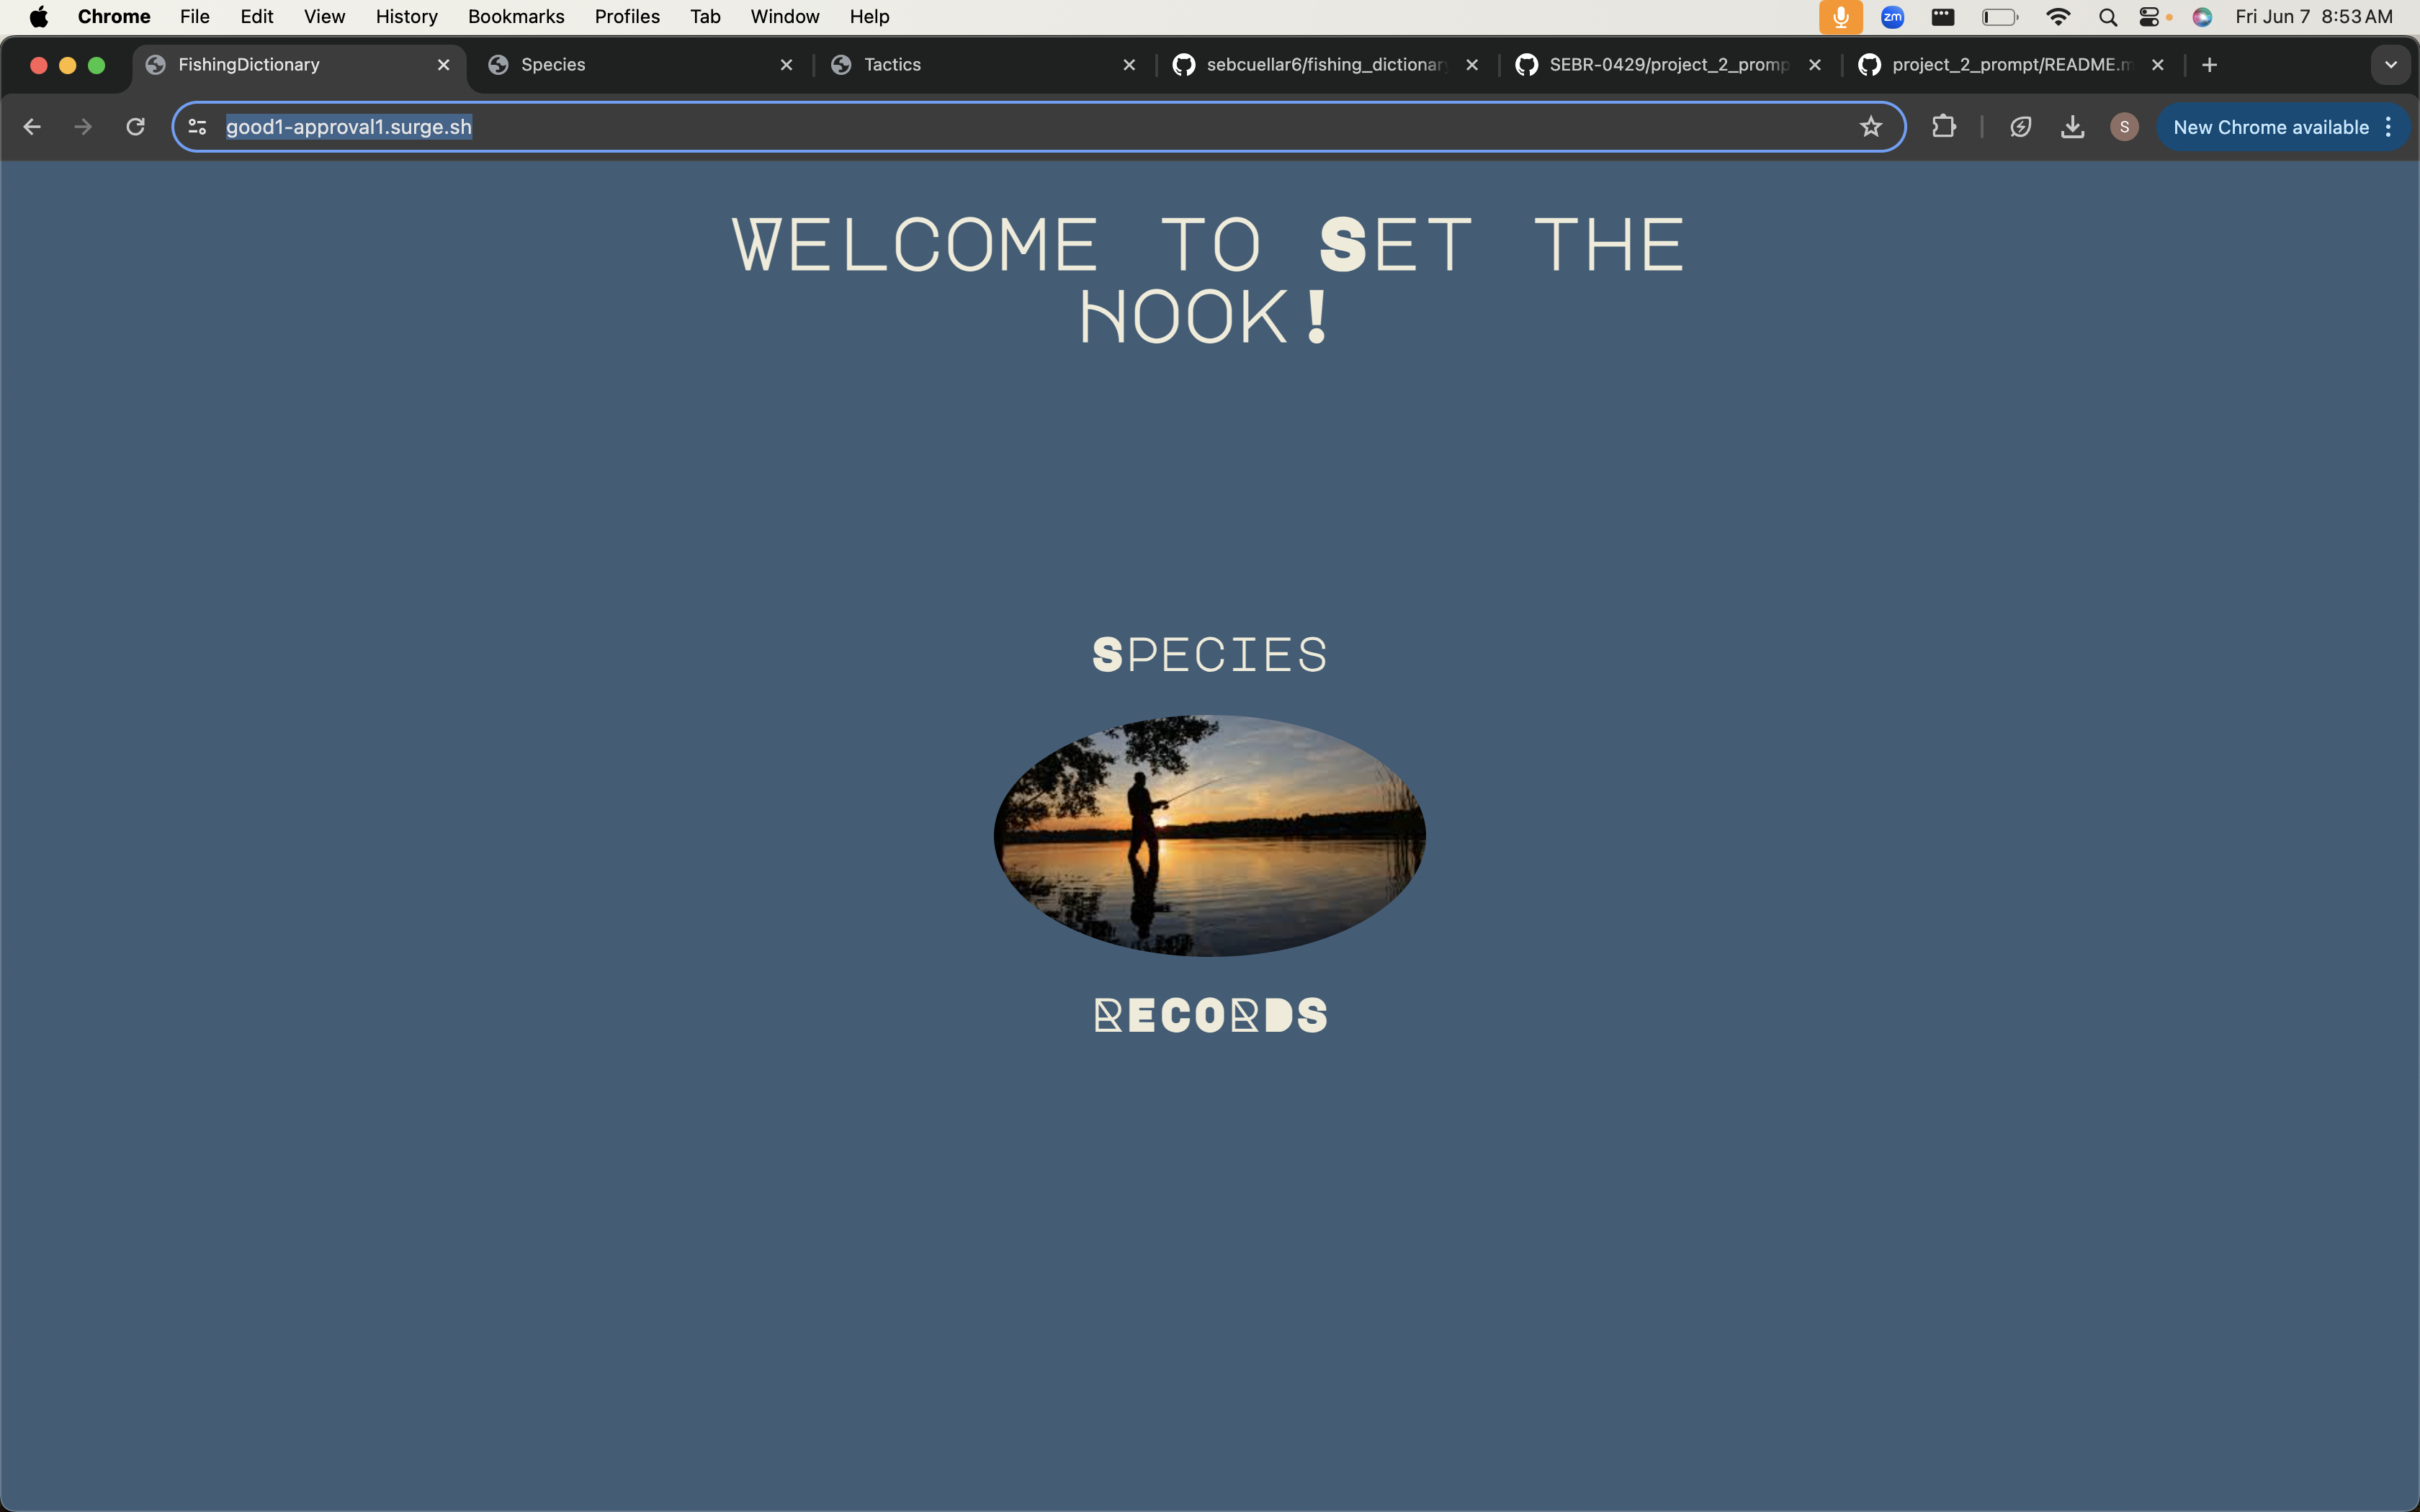 Chrome File Edit View History Bookmarks Profiles Tab Window Help zm Fri Jun 7 8:53 AM
FishingDictionary Species Tactics sebcuellar6/fishing_dictionar SEBR-0429/project_2_promp project_2_prompt/README.m
good1-approval1.surge.sh S New Chrome available
WELCOME TO SET THE
HOOK!
SPECIES
RECORDS